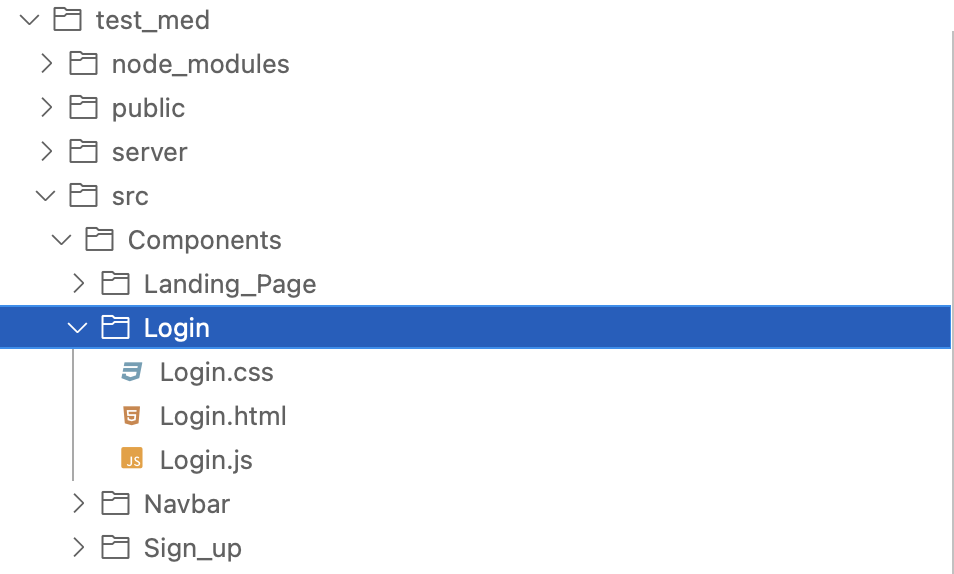 test_med
node_modules
public
server
src
Components
Landing_Page
Login
Login.css
Login.html
JS Login.js
Navbar
Sign_up